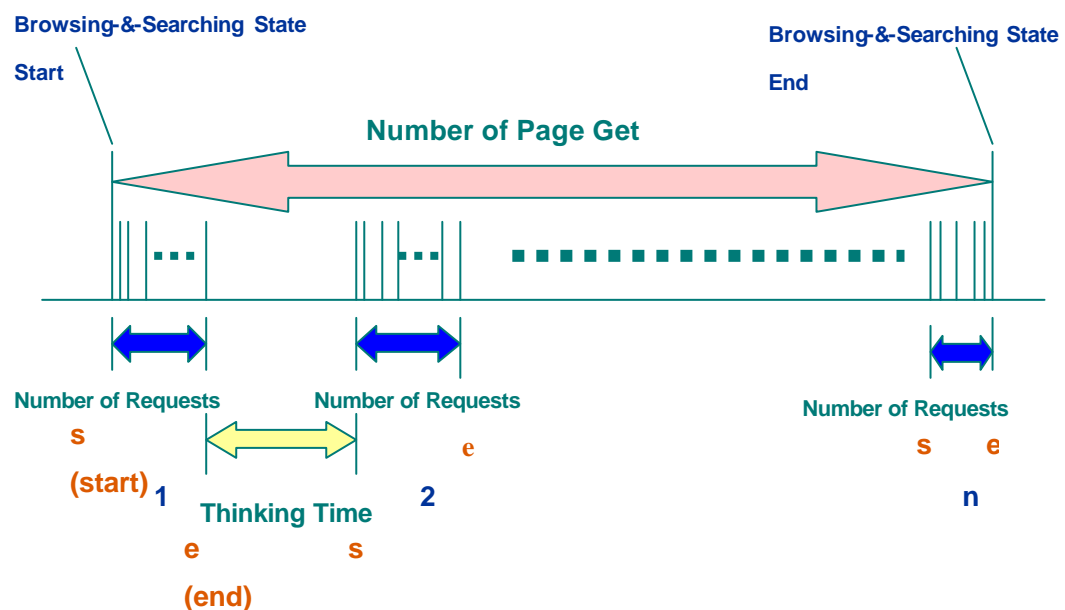 Browsing-&-Searching State
Start
Browsing-&-Searching State
End
Number of Page Get
Number of Requests
Number of Requests
Number of Requests
s
(start)
1
e
2
s
e
n
Thinking Time
e
(end)
s